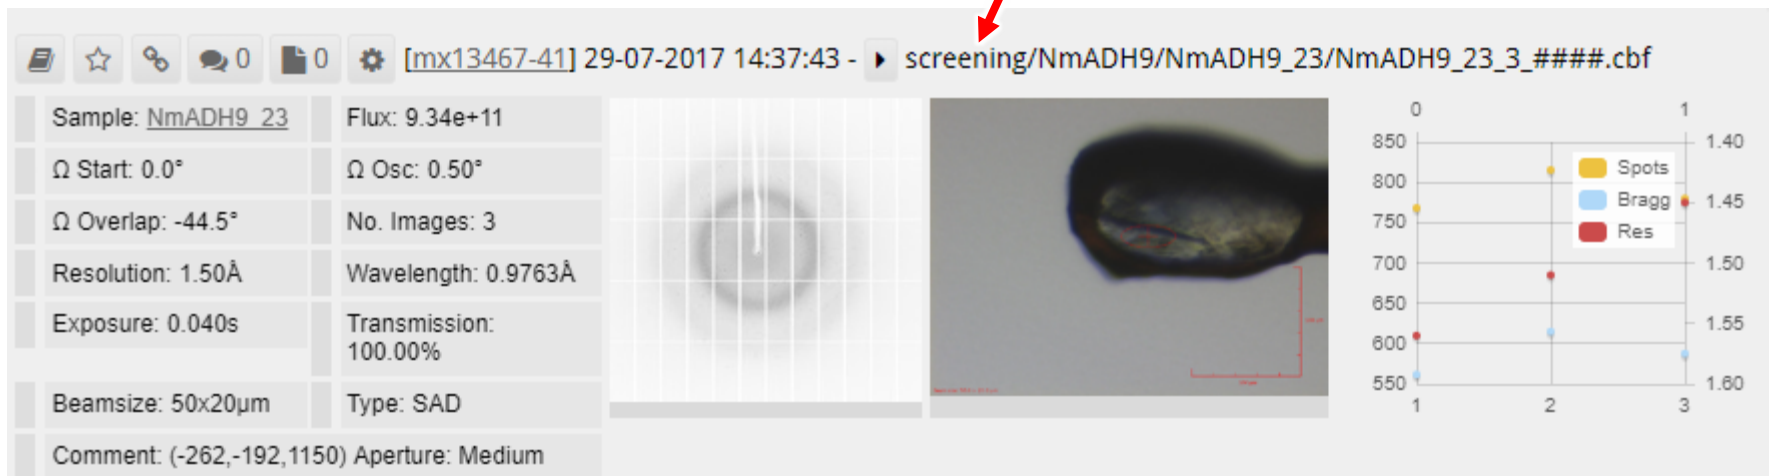 0 0 [mx13467-41] 29-07-2017 14:37:43 - screening/NmADH9/NmADH9_23/NmADH9_23_3_####.cbf
Sample: NmADH9_23 Flux: 9.34e+11
Ω Start: 0.0° Ω Osc: 0.50°
Ω Overlap: -44.5° No. Images: 3
Resolution: 1.50Å Wavelength: 0.9763Å
Exposure: 0.040s Transmission:
100.00%
Beamsize: 50x20µm Type: SAD
Comment: (-262,-192,1150) Aperture: Medium
0 1
850 1.40
800
750 1.45
700 1.50
650
1.55
600
550 1.60
1 2 3
Spots
Bragg
Res